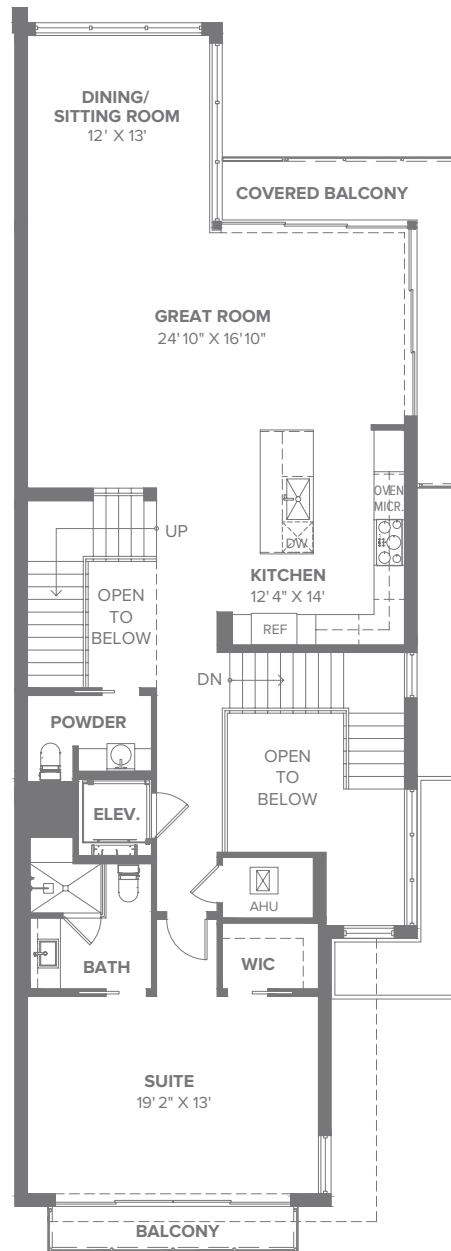 DINING/
SITTING ROOM
12' X 13'
COVERED BALCONY
GREAT ROOM
24'10" X 16'10"
OVEN
MICR.
UP
DW
KITCHEN
12'4" X 14'
OPEN
TO
BELOW
REF
DN
POWDER
OPEN
TO
BELOW
ELEV.
AHU
BATH
WIC
SUITE
19'2" X 13'
BALCONY